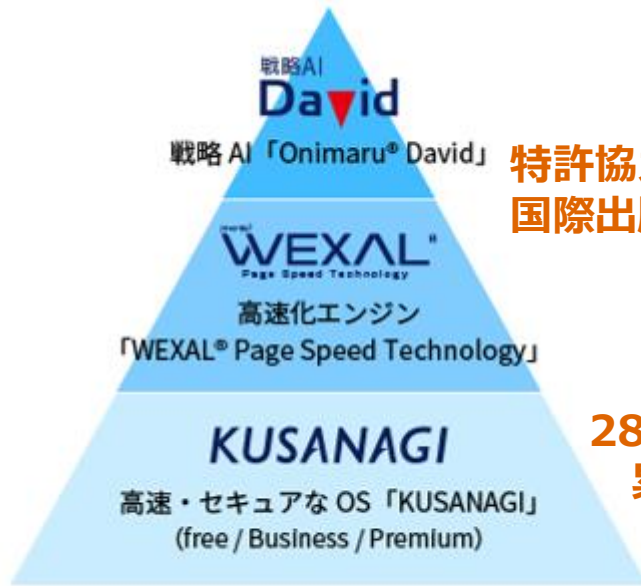 戦略AI
David
戦略 AI「Onimaru® David」
特許協
国際出
WEXAL®
Page Speed Technology
高速化エンジン
「WEXAL® Page Speed Technology」
28
KUSANAGI
高速・セキュアな OS「KUSANAGI」
(free / Business / Premium)